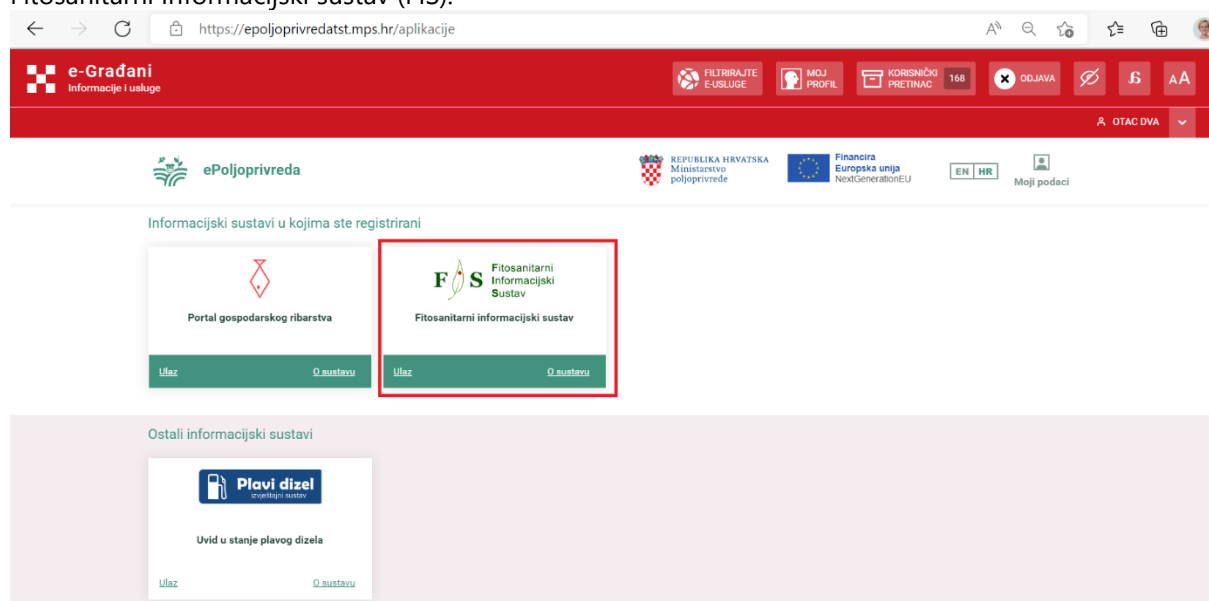 Fitosanitarni informacijski sustav (FIS).
https://epoljoprivredatst.mps.hr/aplikacije
e-Građani
Informacije i usluge
FILTRIRAJTE
E-USLUGE
MOJ
PROFIL
KORISNIČKI
PRETINAC
168
ODJAVA
AA
OTAC DVA
ePoljoprivreda
REPUBLIKA HRVATSKA
Ministarstvo
poljoprivrede
Financira
Europska unija
NextGenerationEU
EN HR
Moji podaci
Informacijski sustavi u kojima ste registrirani
Portal gospodarskog ribarstva
Ulaz
O sustavu
F S
Fitosanitarni
Informacijski
Sustav
Fitosanitarni informacijski sustav
Ulaz
O sustavu
Ostali informacijski sustavi
Plavi dizel
izvještajni sustav
Uvid u stanje plavog dizela
Ulaz
O sustavu